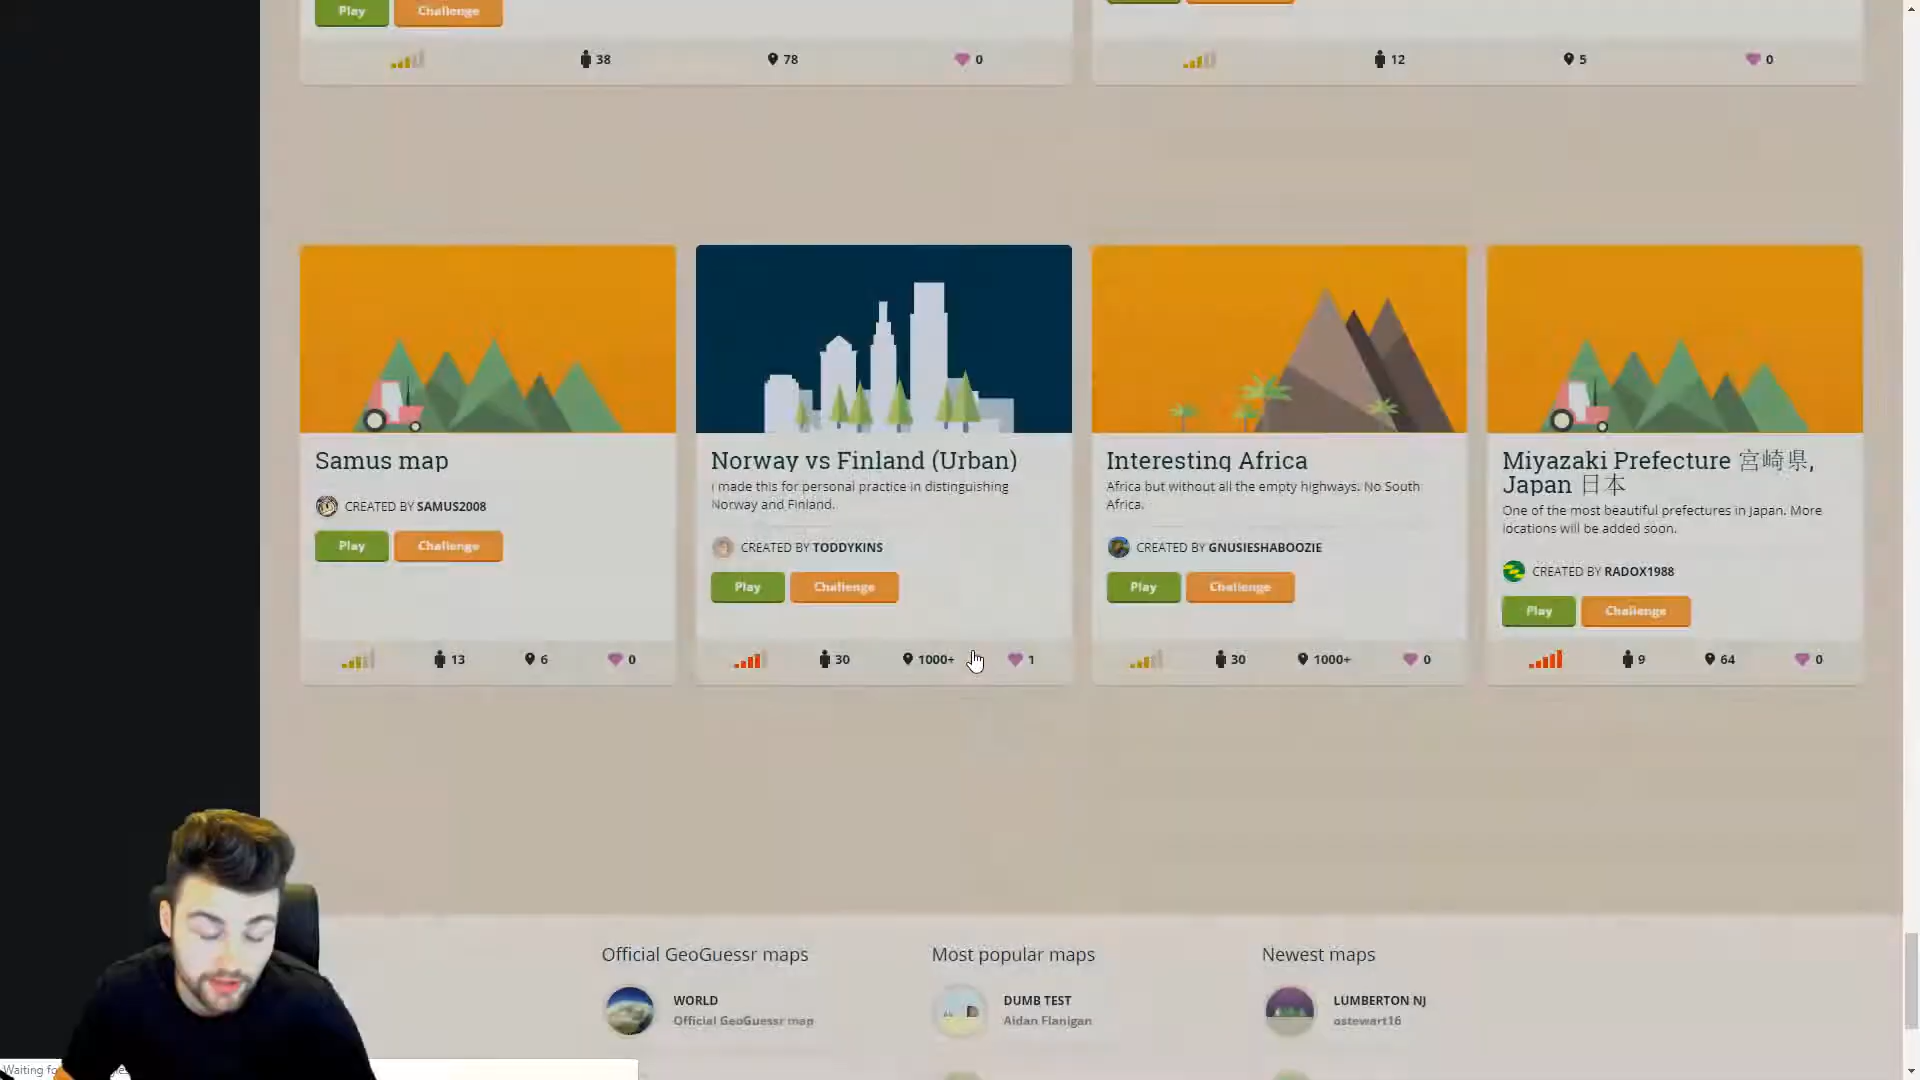 Play Challenge
38 78 0
12 5 0
Samus map
CREATED BY SAMUS2008
Play Challenge
13 6 0
Norway vs Finland (Urban)
I made this for personal practice in distinguishing
Norway and Finland.
CREATED BY TODDYKINS
Play Challenge
30 1000+ 1
Interesting Africa
Africa but without all the empty highways. No South
Africa.
CREATED BY GNUSIESHABOOZIE
Play Challenge
30 1000+ 0
Miyazaki Prefecture 宮崎県,
Japan 日本
One of the most beautiful prefectures in Japan. More
locations will be added soon.
CREATED BY RADOX1988
Play Challenge
9 64 0
Official GeoGuessr maps
WORLD
Official GeoGuessr map
Most popular maps
DUMB TEST
Aidan Flanigan
Newest maps
LUMBERTON NJ
astewart16
Waiting